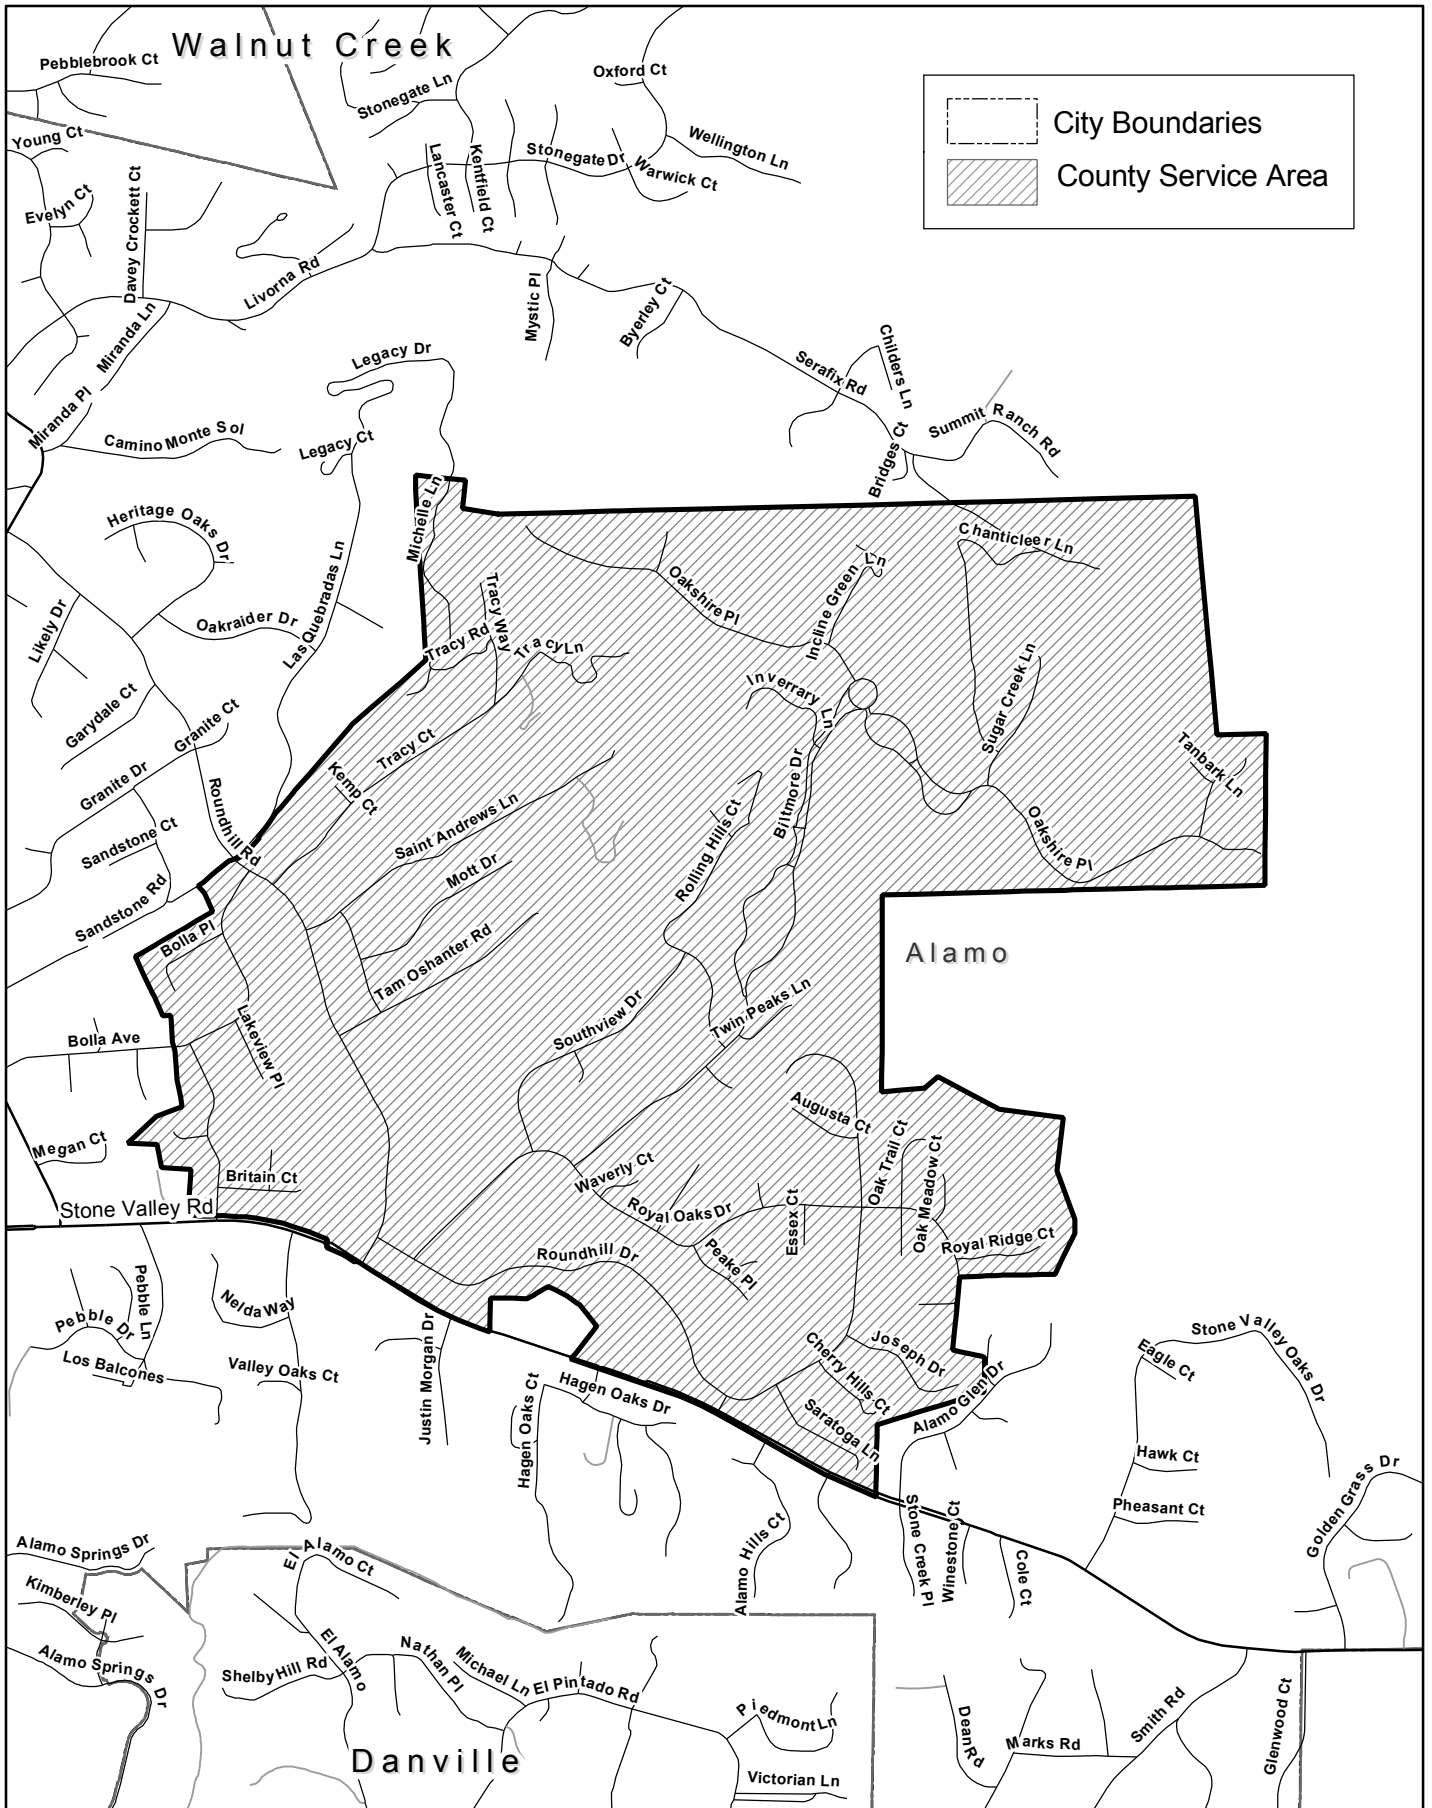 Walnut Creek
Pebblebrook Ct
Stonegate Ln
Oxford Ct
City Boundaries
County Service Area
Young Ct
Wellington Ln
Stonegate Dr
Warwick Ct
Lancaster Ct
Kentfield Ct
Evelyn Ct
Davey Crockett Ct
Livorna Rd
Mystic Pl
Byerley Ct
Miranda Ln
Legacy Dr
Serafix Rd
Childers Ln
Miranda Pl
Camino Monte Sol
Legacy Ct
Summit Ranch Rd
Bridges Ct
Michelle Ln
Heritage Oaks Dr
Chanticleer Ln
Las Quebradas Ln
Tracy Way
Oakshire Pl
Incline Green Ln
Likely Dr
Oakraider Dr
Tracy Rd
Tracy Ln
Inverrary Ln
Sugar Creek Ln
Garydale Ct
Granite Ct
Tracy Ct
Tanbark Ln
Granite Dr
Kemp Ct
Biltmore Dr
Roundhill Rd
Saint Andrews Ln
Rolling Hills Ct
Sandstone Ct
Mott Dr
Oakshire Pl
Sandstone Rd
Bolla Pl
Tam Oshanter Rd
Alamo
Southview Dr
Twin Peaks Ln
Bolla Ave
Lakeview Pl
Augusta Ct
Megan Ct
Oak Trail Ct
Oak Meadow Ct
Britain Ct
Waverly Ct
Stone Valley Rd
Royal Oaks Dr
Essex Ct
Royal Ridge Ct
Roundhill Dr
Peake Pl
Pebble Ln
Nelda Way
Pebble Dr
Los Balcones
Valley Oaks Ct
Justin Morgan Dr
Cherry Hills Ct
Joseph Dr
Stone Valley Oaks Dr
Eagle Ct
Hagen Oaks Ct
Hagen Oaks Dr
Saratoga Ln
Alamo Glen Dr
Hawk Ct
Pheasant Ct
Golden Grass Dr
Alamo Hills Ct
Stone Creek Pl
Winestone Ct
Cole Ct
Alamo Springs Dr
El Alamo Ct
Kimberley Pl
Alamo Springs Dr
Shelby Hill Rd
El Alamo
Nathan Pl
Michael Ln
El Pintado Rd
Piedmont Ln
Dean Rd
Marks Rd
Smith Rd
Glenwood Ct
Danville
Victorian Ln